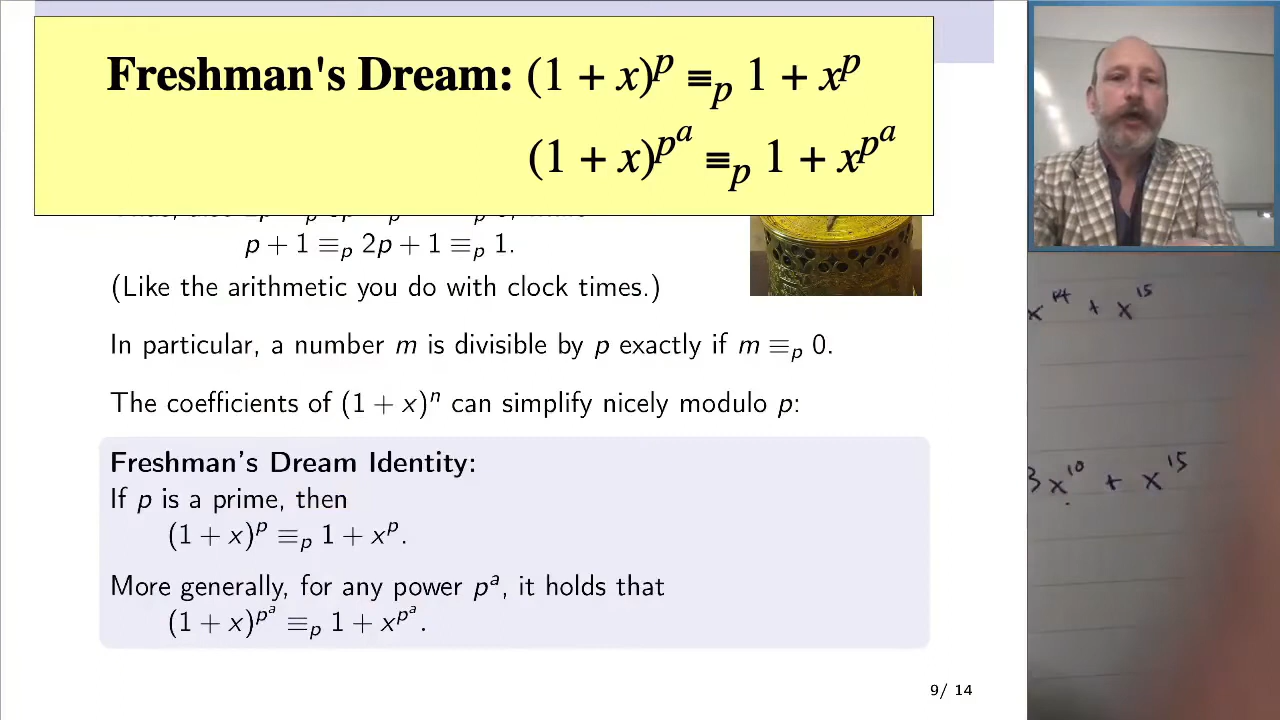 Freshman's Dream: (1 + x)^p ≡_p 1 + x^p
(1 + x)^{p^a} ≡_p 1 + x^{p^a}
p + 1 ≡_p 2p + 1 ≡_p 1.
(Like the arithmetic you do with clock times.)
In particular, a number m is divisible by p exactly if m ≡_p 0.
The coefficients of (1 + x)^n can simplify nicely modulo p:
Freshman's Dream Identity:
If p is a prime, then
(1 + x)^p ≡_p 1 + x^p.
More generally, for any power p^a, it holds that
(1 + x)^{p^a} ≡_p 1 + x^{p^a}.
9/ 14
x^14 + x^15
3x^10 + x^15